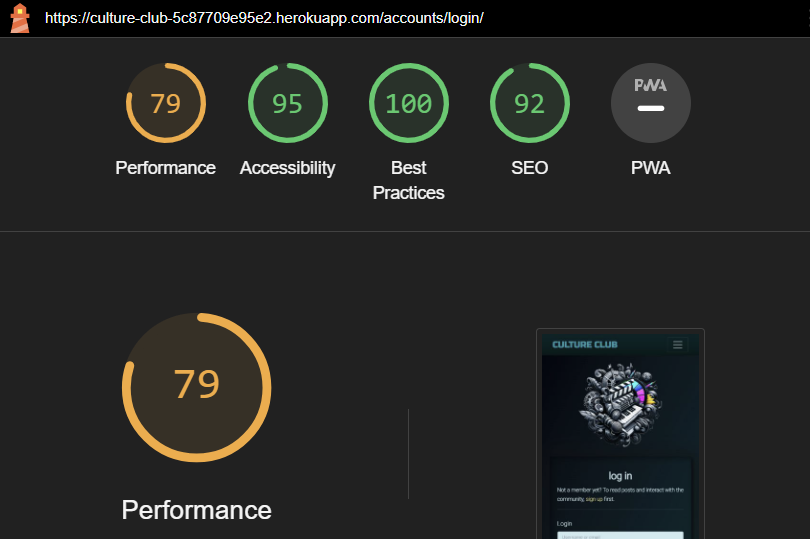 https://culture-club-5c87709e95e2.herokuapp.com/accounts/login/
79
95
100
92
PWA
Performance
Accessibility
Best
Practices
SEO
PWA
79
Performance
CULTURE CLUB
log in
Not a member yet? To read posts and interact with the
community, sign up first.
Login